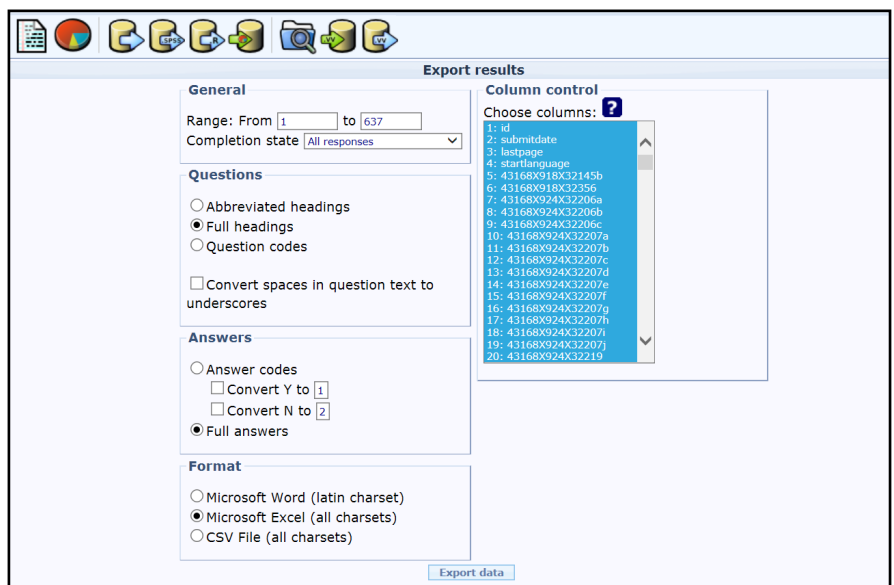 SPSS
R
VV
VV
Export results
General
Range: From 1 to 637
Completion state All responses
Questions
Abbreviated headings
Full headings
Question codes
Convert spaces in question text to
underscores
Answers
Answer codes
Convert Y to 1
Convert N to 2
Full answers
Format
Microsoft Word (latin charset)
Microsoft Excel (all charsets)
CSV File (all charsets)
Column control
Choose columns: ?
1: id
2: submitdate
3: lastpage
4: startlanguage
5: 43168X918X32145b
6: 43168X918X32356
7: 43168X924X32206a
8: 43168X924X32206b
9: 43168X924X32206c
10: 43168X924X32207a
11: 43168X924X32207b
12: 43168X924X32207c
13: 43168X924X32207d
14: 43168X924X32207e
15: 43168X924X32207f
16: 43168X924X32207g
17: 43168X924X32207h
18: 43168X924X32207i
19: 43168X924X32207j
20: 43168X924X32219
Export data